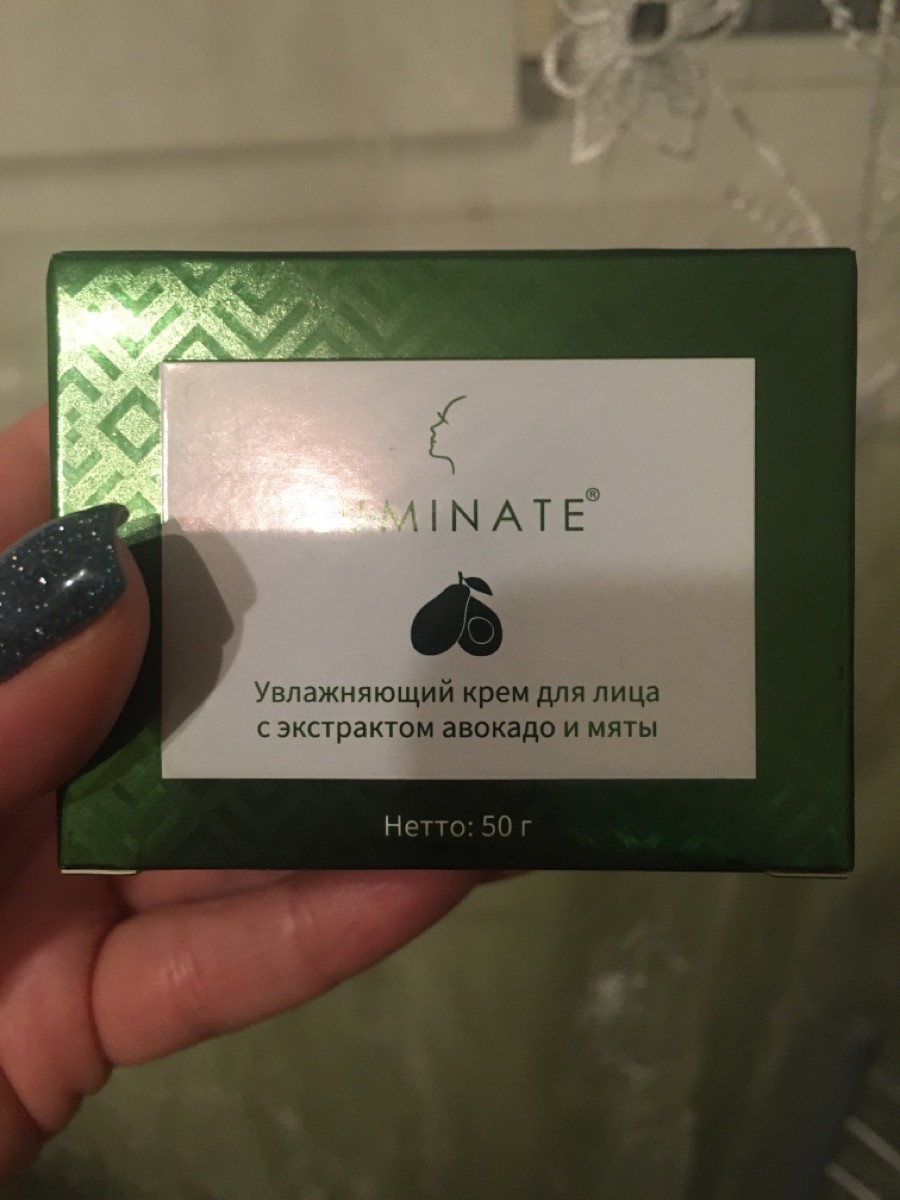 MINATE®
Увлажняющий крем для лица
с экстрактом авокадо и мяты
Нетто: 50 г